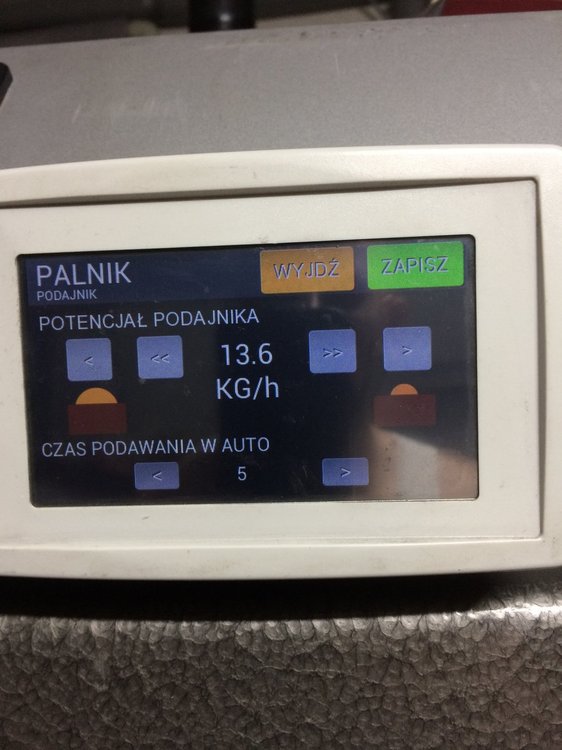 PALNIK
PODAJNIK
WYJDŹ
ZAPISZ
POTENCJAŁ PODAJNIKA
< << 13.6 >> >
KG/h
CZAS PODAWANIA W AUTO
< 5 >